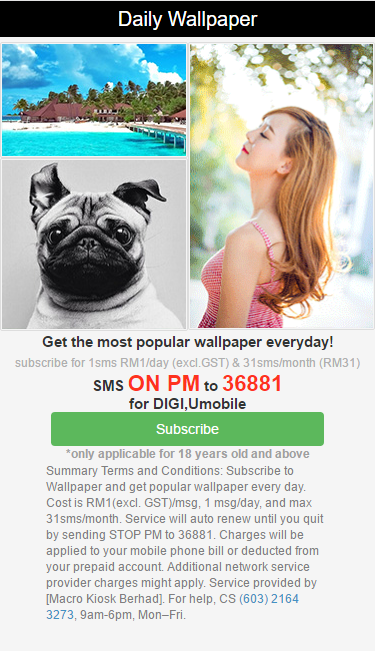 Daily Wallpaper
Get the most popular wallpaper everyday!
subscribe for 1sms RM1/day (excl.GST) & 31sms/month (RM31)
SMS ON PM to 36881
for DIGI,Umobile
Subscribe
*only applicable for 18 years old and above
Summary Terms and Conditions: Subscribe to
Wallpaper and get popular wallpaper every day.
Cost is RM1(excl. GST)/msg, 1 msg/day, and max
31sms/month. Service will auto renew until you quit
by sending STOP PM to 36881. Charges will be
applied to your mobile phone bill or deducted from
your prepaid account. Additional network service
provider charges might apply. Service provided by
[Macro Kiosk Berhad]. For help, CS (603) 2164
3273, 9am-6pm, Mon–Fri.